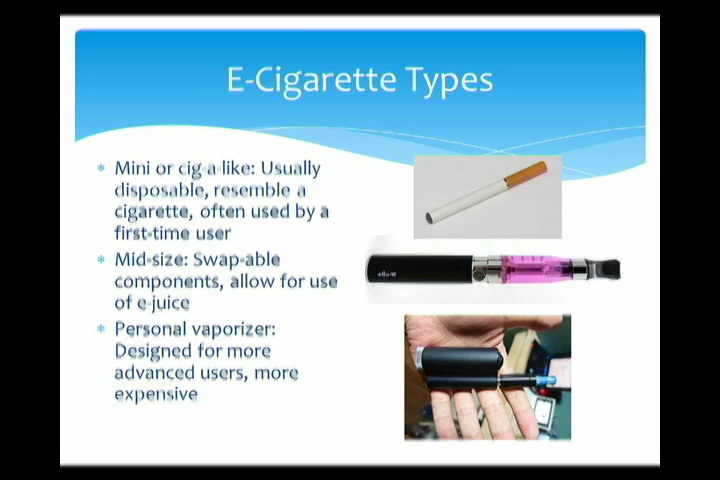 E-Cigarette Types
* Mini or cig-a-like: Usually
disposable, resemble a
cigarette, often used by a
first-time user
* Mid-size: Swap-able
components, allow for use
of e-juice
* Personal vaporizer:
Designed for more
advanced users, more
expensive